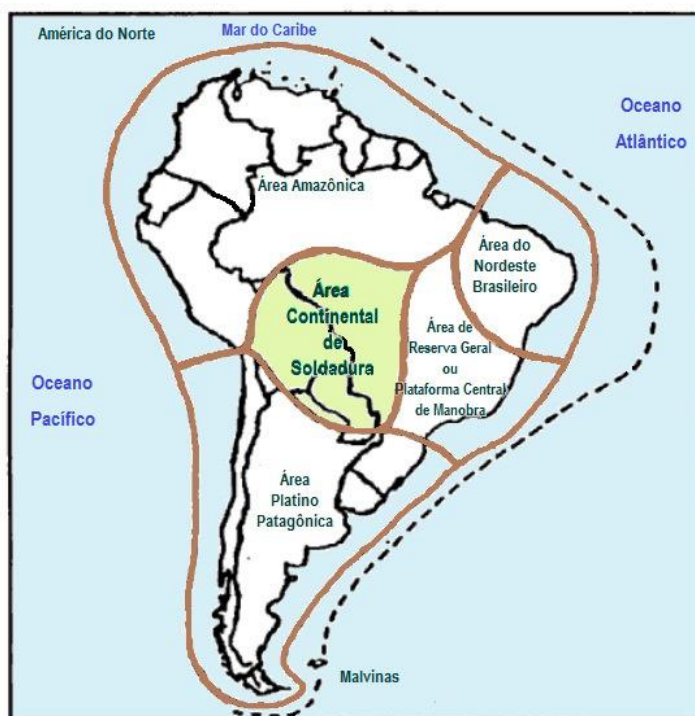 América do Norte
Mar do Caribe
Oceano
Atlântico
Área Amazônica
Área do
Nordeste
Brasileiro
Área
Continental
de
Soldadura
Área de
Reserva Geral
ou
Plataforma Central
de Manobra
Oceano
Pacífico
Área
Platino
Patagônica
Malvinas